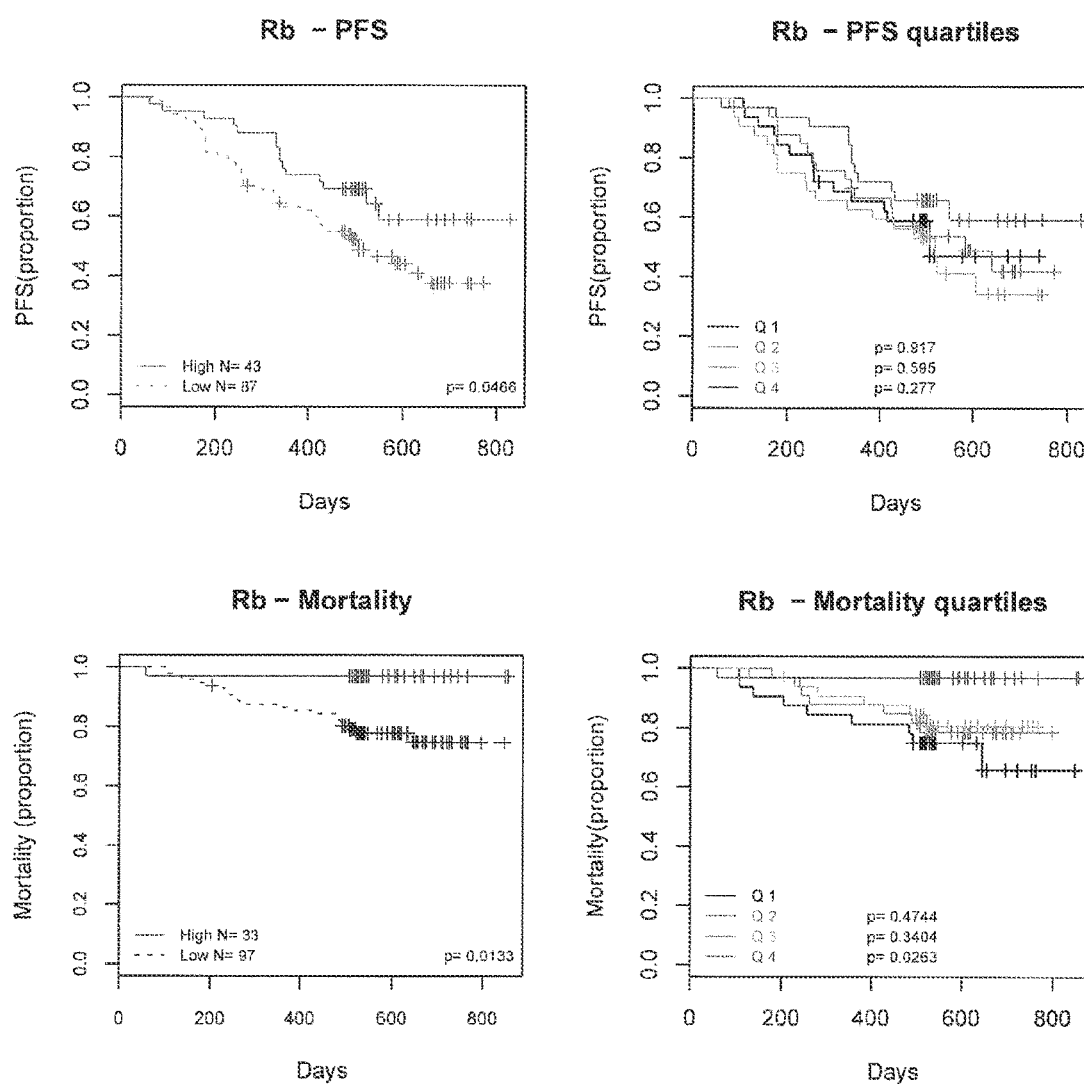 Rb – PFS
PFS(proportion)
1.0
0.8
0.6
0.4
0.2
0.0
High N= 43
Low N= 87
p= 0.0466
0 200 400 600 800
Days
Rb – PFS quartiles
PFS(proportion)
1.0
0.8
0.6
0.4
0.2
0.0
Q 1
Q 2 p= 0.817
Q 3 p= 0.595
Q 4 p= 0.277
0 200 400 600 800
Days
Rb – Mortality
Mortality (proportion)
1.0
0.8
0.6
0.4
0.2
0.0
High N= 33
Low N= 97
p= 0.0133
0 200 400 600 800
Days
Rb – Mortality quartiles
Mortality(proportion)
1.0
0.8
0.6
0.4
0.2
0.0
Q 1
Q 2 p= 0.4744
Q 3 p= 0.3404
Q 4 p= 0.0263
0 200 400 600 800
Days